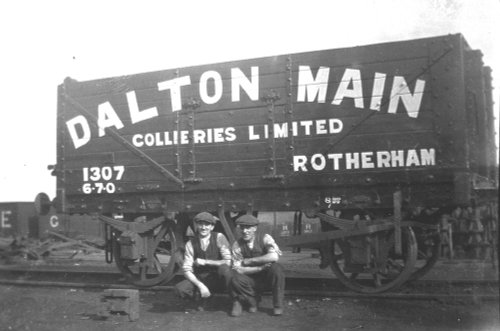 DALTON MAIN
COLLIERIES LIMITED
1307
6-7-0
ROTHERHAM
E